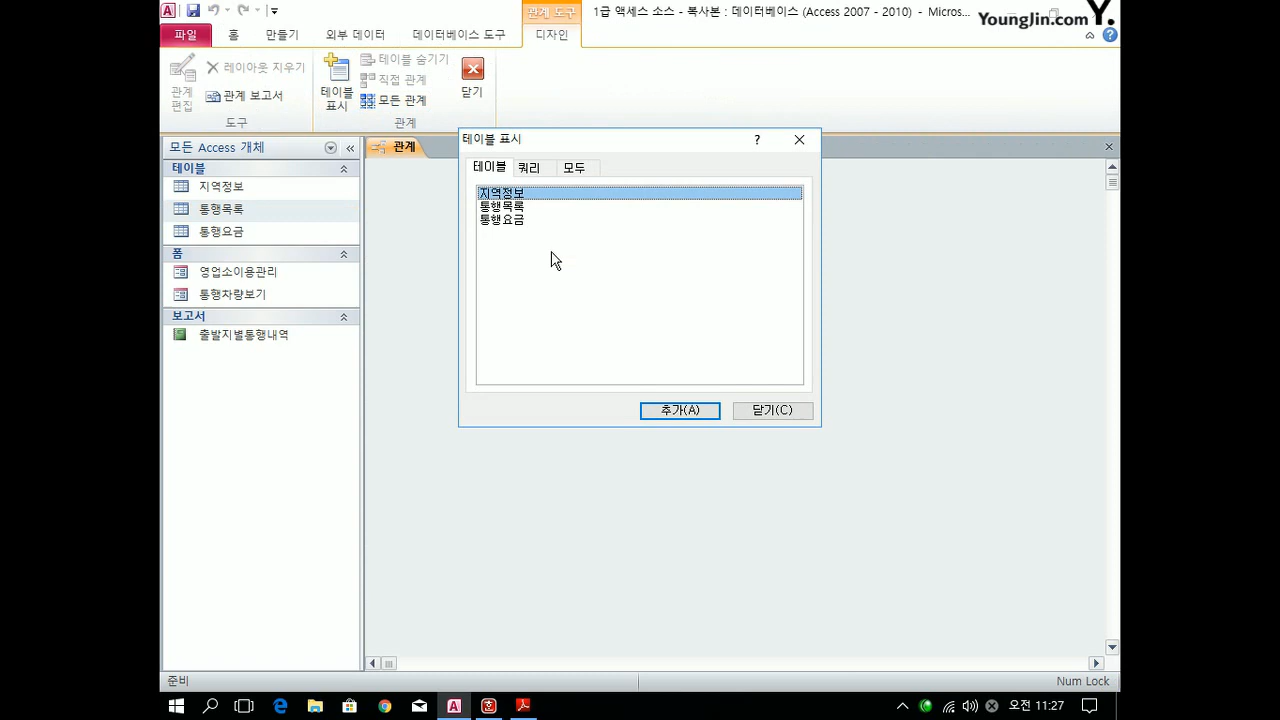 1급 액세스 소스 - 복사본 : 데이터베이스 (Access 2007 - 2010) - Micros...
YoungJin.com Y.
관계 도구
파일 홈 만들기 외부 데이터 데이터베이스 도구 디자인
관계 편집
레이아웃 지우기
관계 보고서
도구
테이블 표시
테이블 숨기기
직접 관계
모든 관계
관계
닫기
모든 Access 개체
테이블
지역정보
통행목록
통행요금
폼
영업소이용관리
통행차량보기
보고서
출발지별통행내역
관계
테이블 표시
테이블 쿼리 모두
지역정보
통행목록
통행요금
추가(A) 닫기(C)
준비
Num Lock
오전 11:27